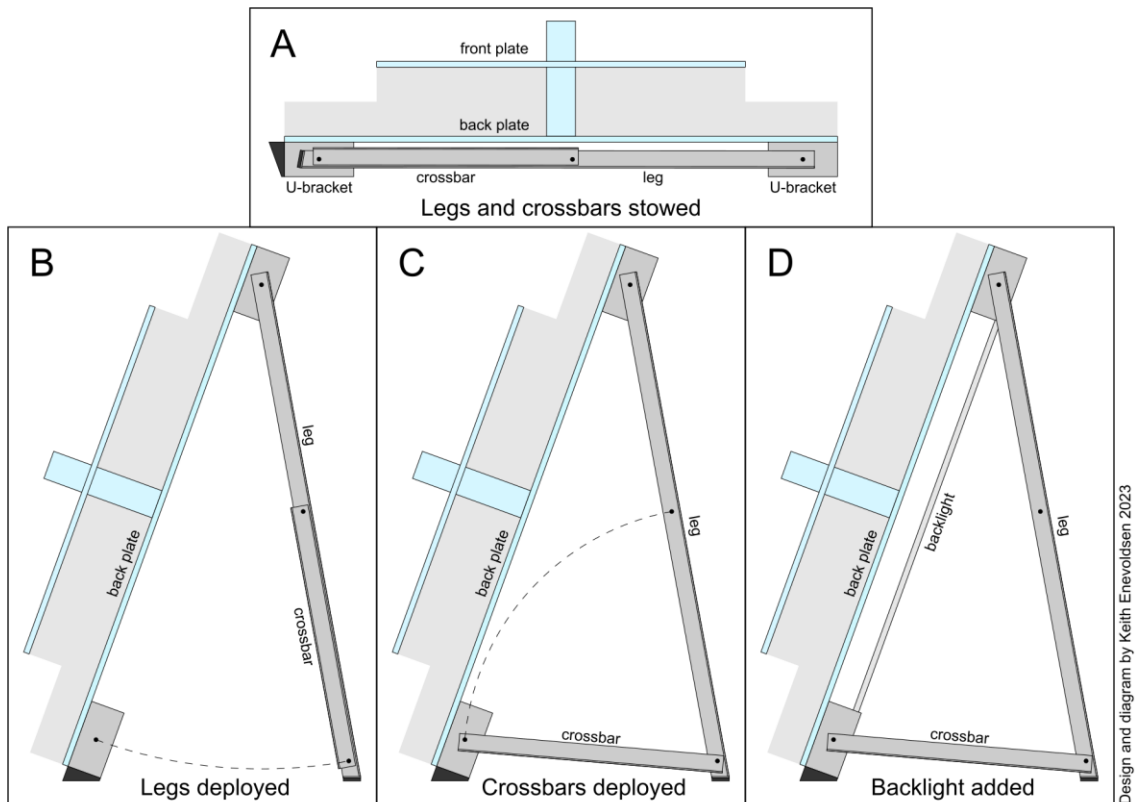 A
front plate
back plate
U-bracket
crossbar
leg
U-bracket
Legs and crossbars stowed
B
leg
back plate
crossbar
Legs deployed
C
leg
back plate
crossbar
Crossbars deployed
D
backlight
leg
back plate
crossbar
Backlight added
Design and diagram by Keith Enevoldsen 2023